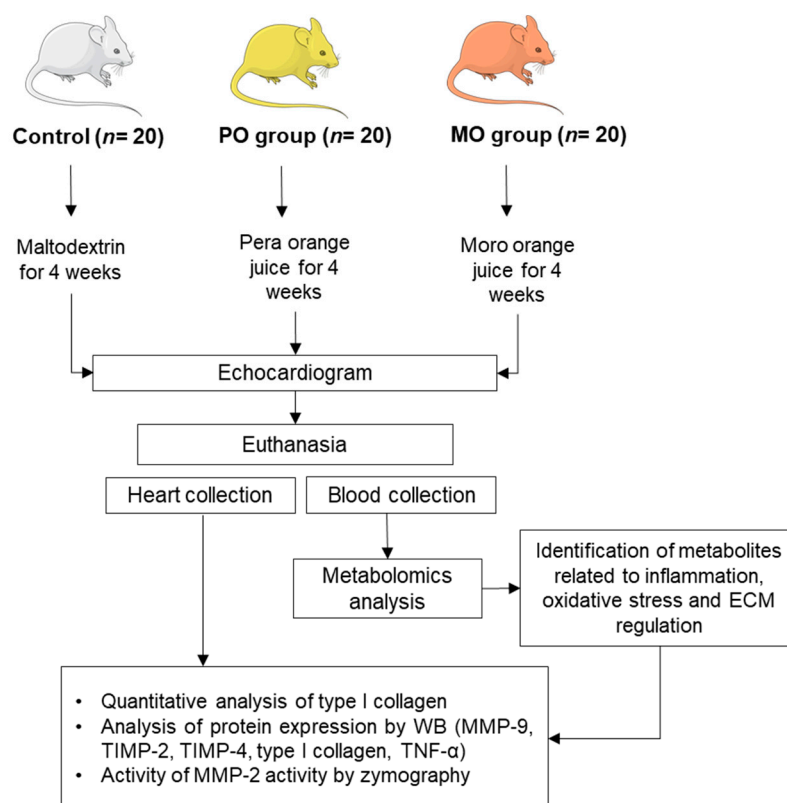 Control (n= 20)
PO group (n= 20)
MO group (n= 20)
Maltodextrin
for 4 weeks
Pera orange
juice for 4
weeks
Moro orange
juice for 4
weeks
Echocardiogram
Euthanasia
Heart collection
Blood collection
Metabolomics
analysis
Identification of metabolites
related to inflammation,
oxidative stress and ECM
regulation
• Quantitative analysis of type I collagen
• Analysis of protein expression by WB (MMP-9,
TIMP-2, TIMP-4, type I collagen, TNF-α)
• Activity of MMP-2 activity by zymography